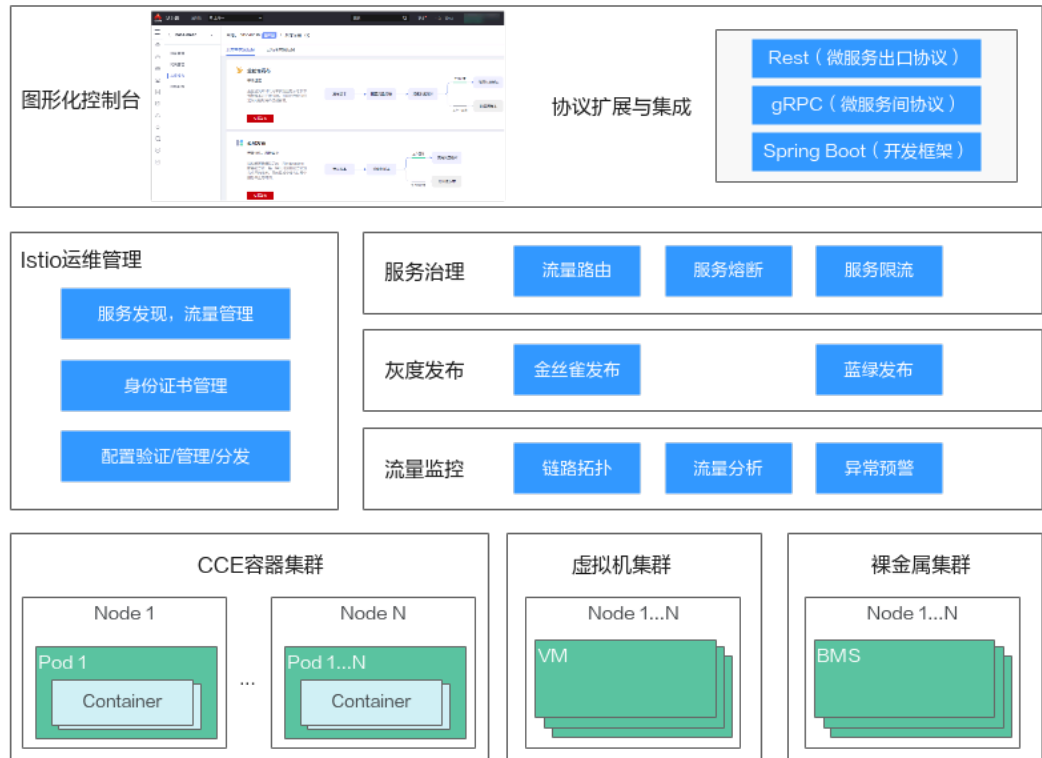 图形化控制台
协议扩展与集成
Rest（微服务出口协议）
gRPC（微服务间协议）
Spring Boot（开发框架）
Istio运维管理
服务发现，流量管理
身份证书管理
配置验证/管理/分发
服务治理
流量路由
服务熔断
服务限流
灰度发布
金丝雀发布
蓝绿发布
流量监控
链路拓扑
流量分析
异常预警
CCE容器集群
Node 1
Pod 1
Container
...
Node N
Pod 1...N
Container
虚拟机集群
Node 1...N
VM
裸金属集群
Node 1...N
BMS